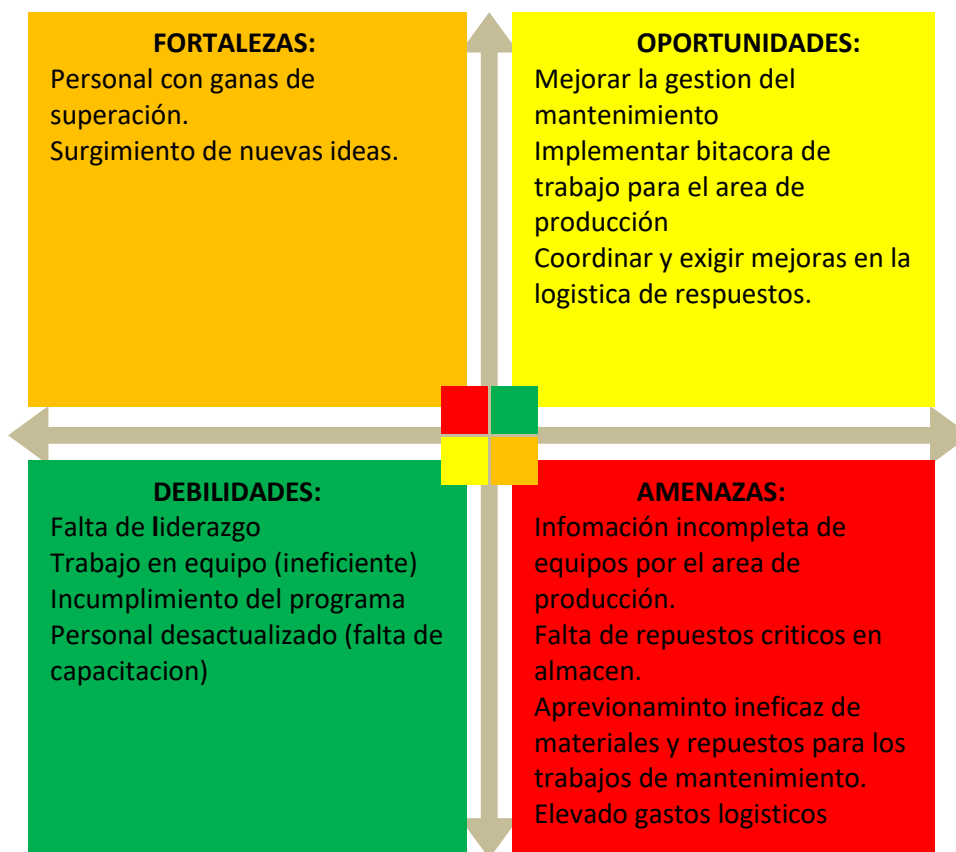 FORTALEZAS:
Personal con ganas de
superación.
Surgimiento de nuevas ideas.
OPORTUNIDADES:
Mejorar la gestion del
mantenimiento
Implementar bitacora de
trabajo para el area de
producción
Coordinar y exigir mejoras en la
logistica de respuestos.
DEBILIDADES:
Falta de liderazgo
Trabajo en equipo (ineficiente)
Incumplimiento del programa
Personal desactualizado (falta de
capacitacion)
AMENAZAS:
Infomación incompleta de
equipos por el area de
producción.
Falta de repuestos criticos en
almacen.
Aprevionaminto ineficaz de
materiales y repuestos para los
trabajos de mantenimiento.
Elevado gastos logisticos